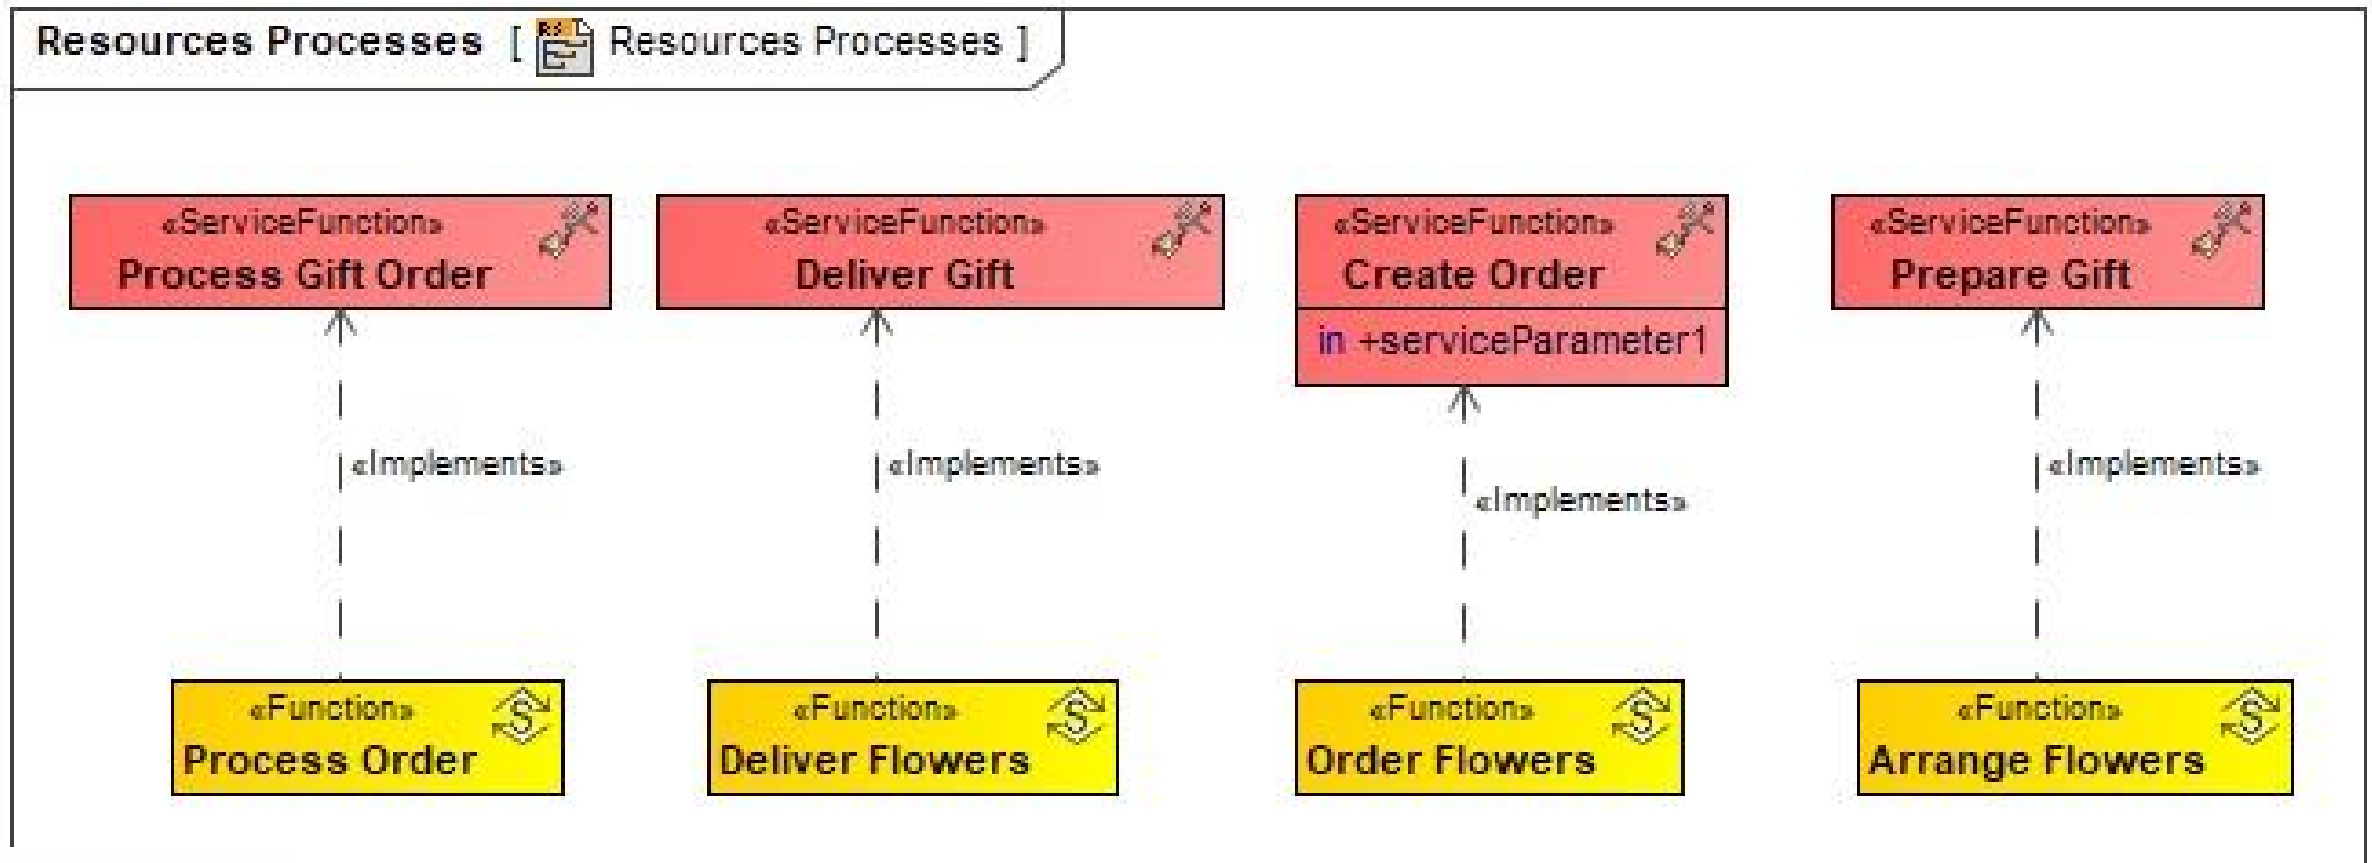 Resources Processes [ Resources Processes ]
«ServiceFunction»
Process Gift Order
«ServiceFunction»
Deliver Gift
«ServiceFunction»
Create Order
in +serviceParameter1
«ServiceFunction»
Prepare Gift
«Implements»
«Implements»
«Implements»
«Implements»
«Function»
Process Order
«Function»
Deliver Flowers
«Function»
Order Flowers
«Function»
Arrange Flowers